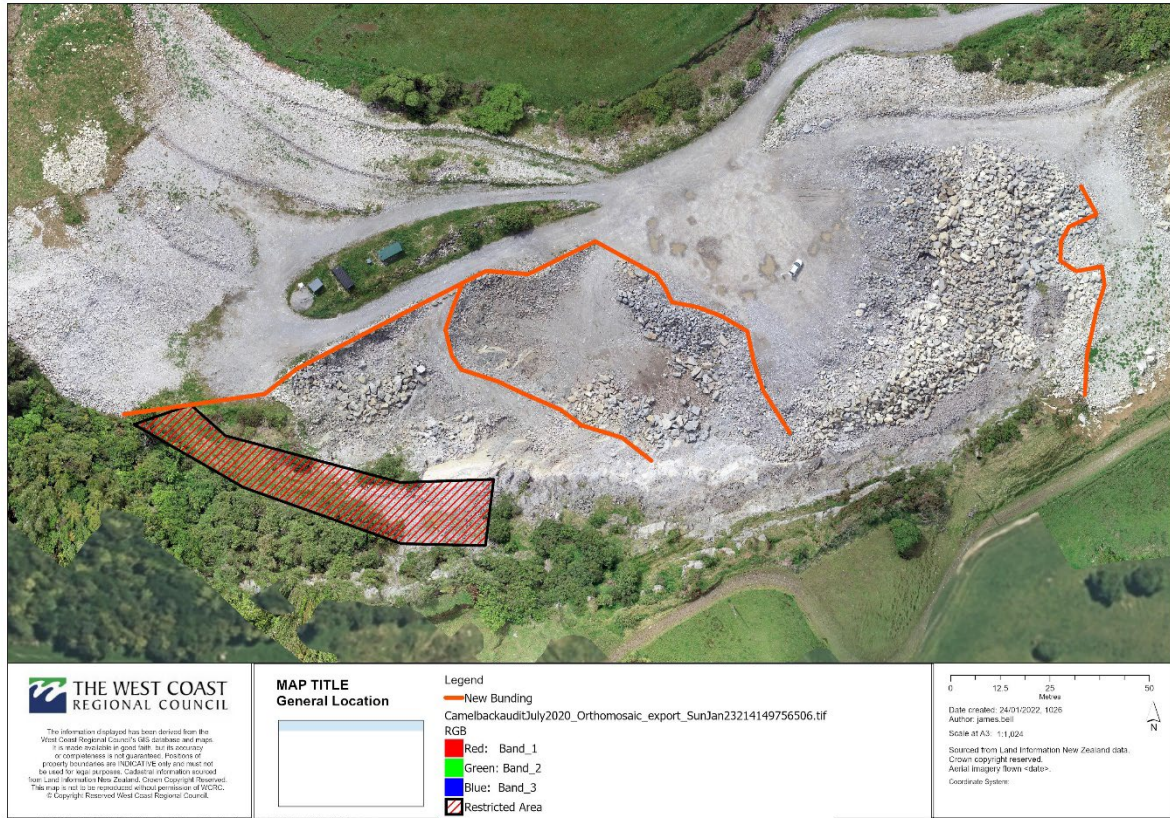 THE WEST COAST
REGIONAL COUNCIL
The information displayed has been derived from the
West Coast Regional Council's GIS database and maps.
It is made available in good faith but its accuracy
or completeness is not guaranteed. Positions of
property boundaries are INDICATIVE only and must not
be used for legal purposes. Cadastral information sourced
from Land Information New Zealand. Crown Copyright Reserved.
This map is not to be reproduced without permission of WCRC.
© Copyright Reserved West Coast Regional Council.
MAP TITLE
General Location
Legend
New Bunding
CamelbackauditJuly2020_Orthomosaic_export_SunJan23214149756506.tif
RGB
Red: Band_1
Green: Band_2
Blue: Band_3
Restricted Area
0 12.5 25 50
Metres
Date created: 24/01/2022, 1026
Author: james.bell
Scale at A3: 1:1,024
N
Sourced from Land Information New Zealand data.
Crown copyright reserved.
Aerial imagery flown <date>.
Coordinate System: